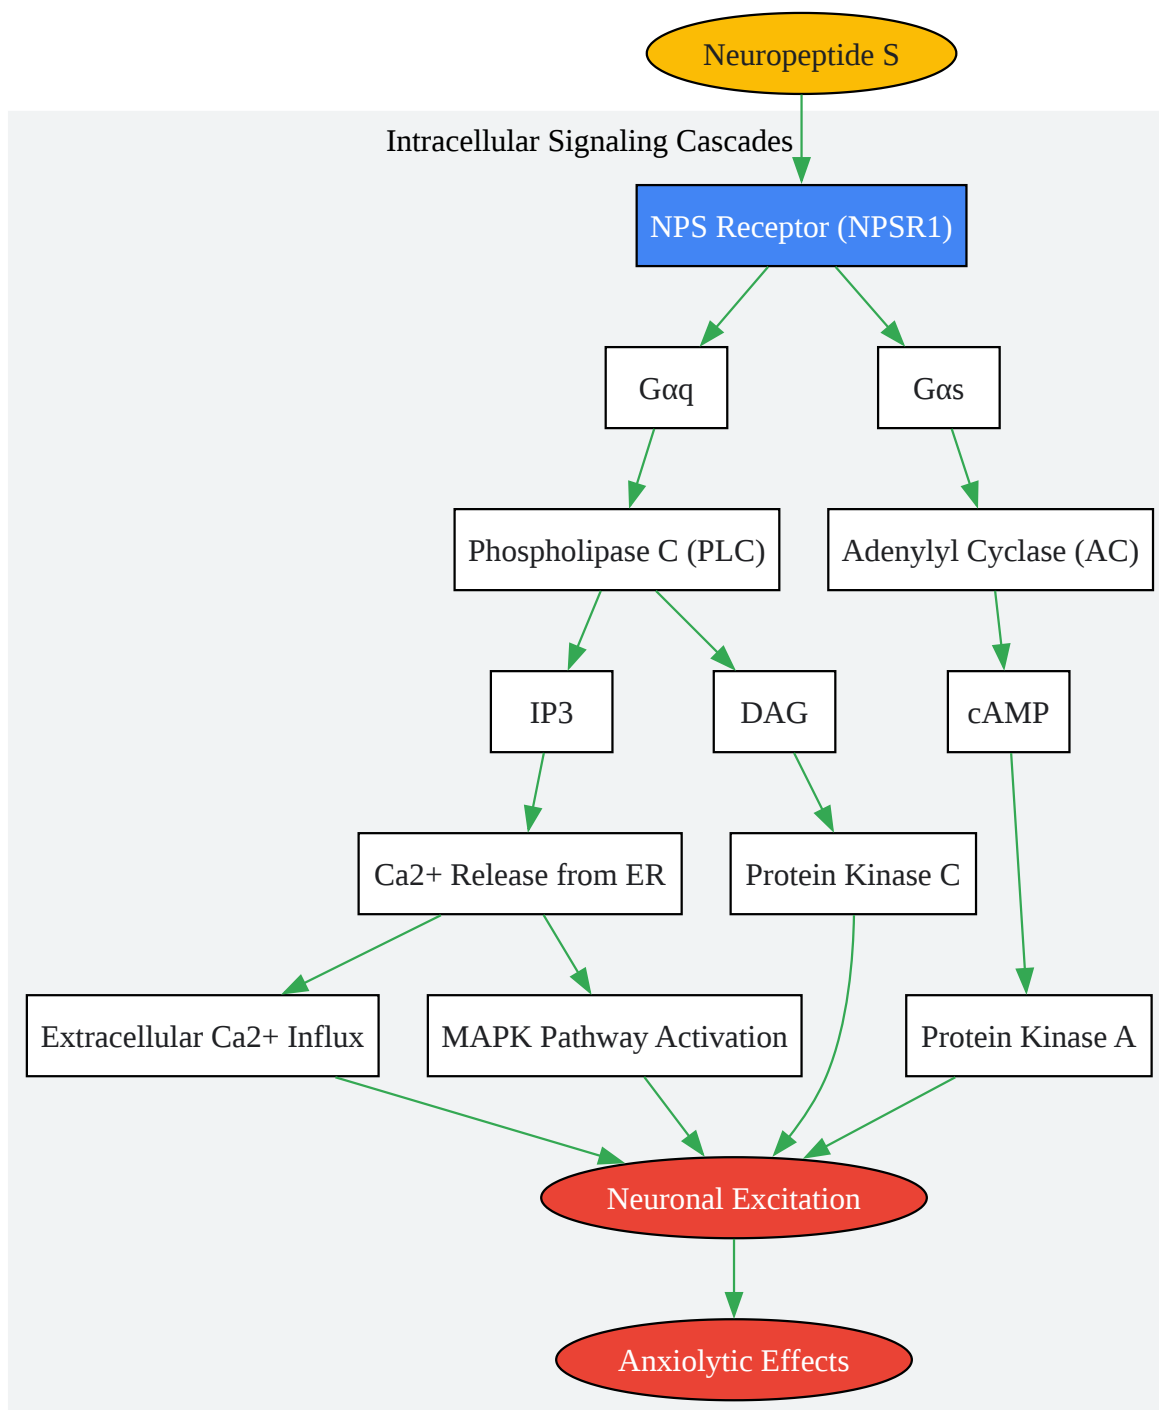 Neuropeptide S
Intracellular Signaling Cascades
NPS Receptor (NPSR1)
Gαq
Gαs
Phospholipase C (PLC)
Adenylyl Cyclase (AC)
IP3
DAG
cAMP
Ca2+ Release from ER
Protein Kinase C
Extracellular Ca2+ Influx
MAPK Pathway Activation
Protein Kinase A
Neuronal Excitation
Anxiolytic Effects